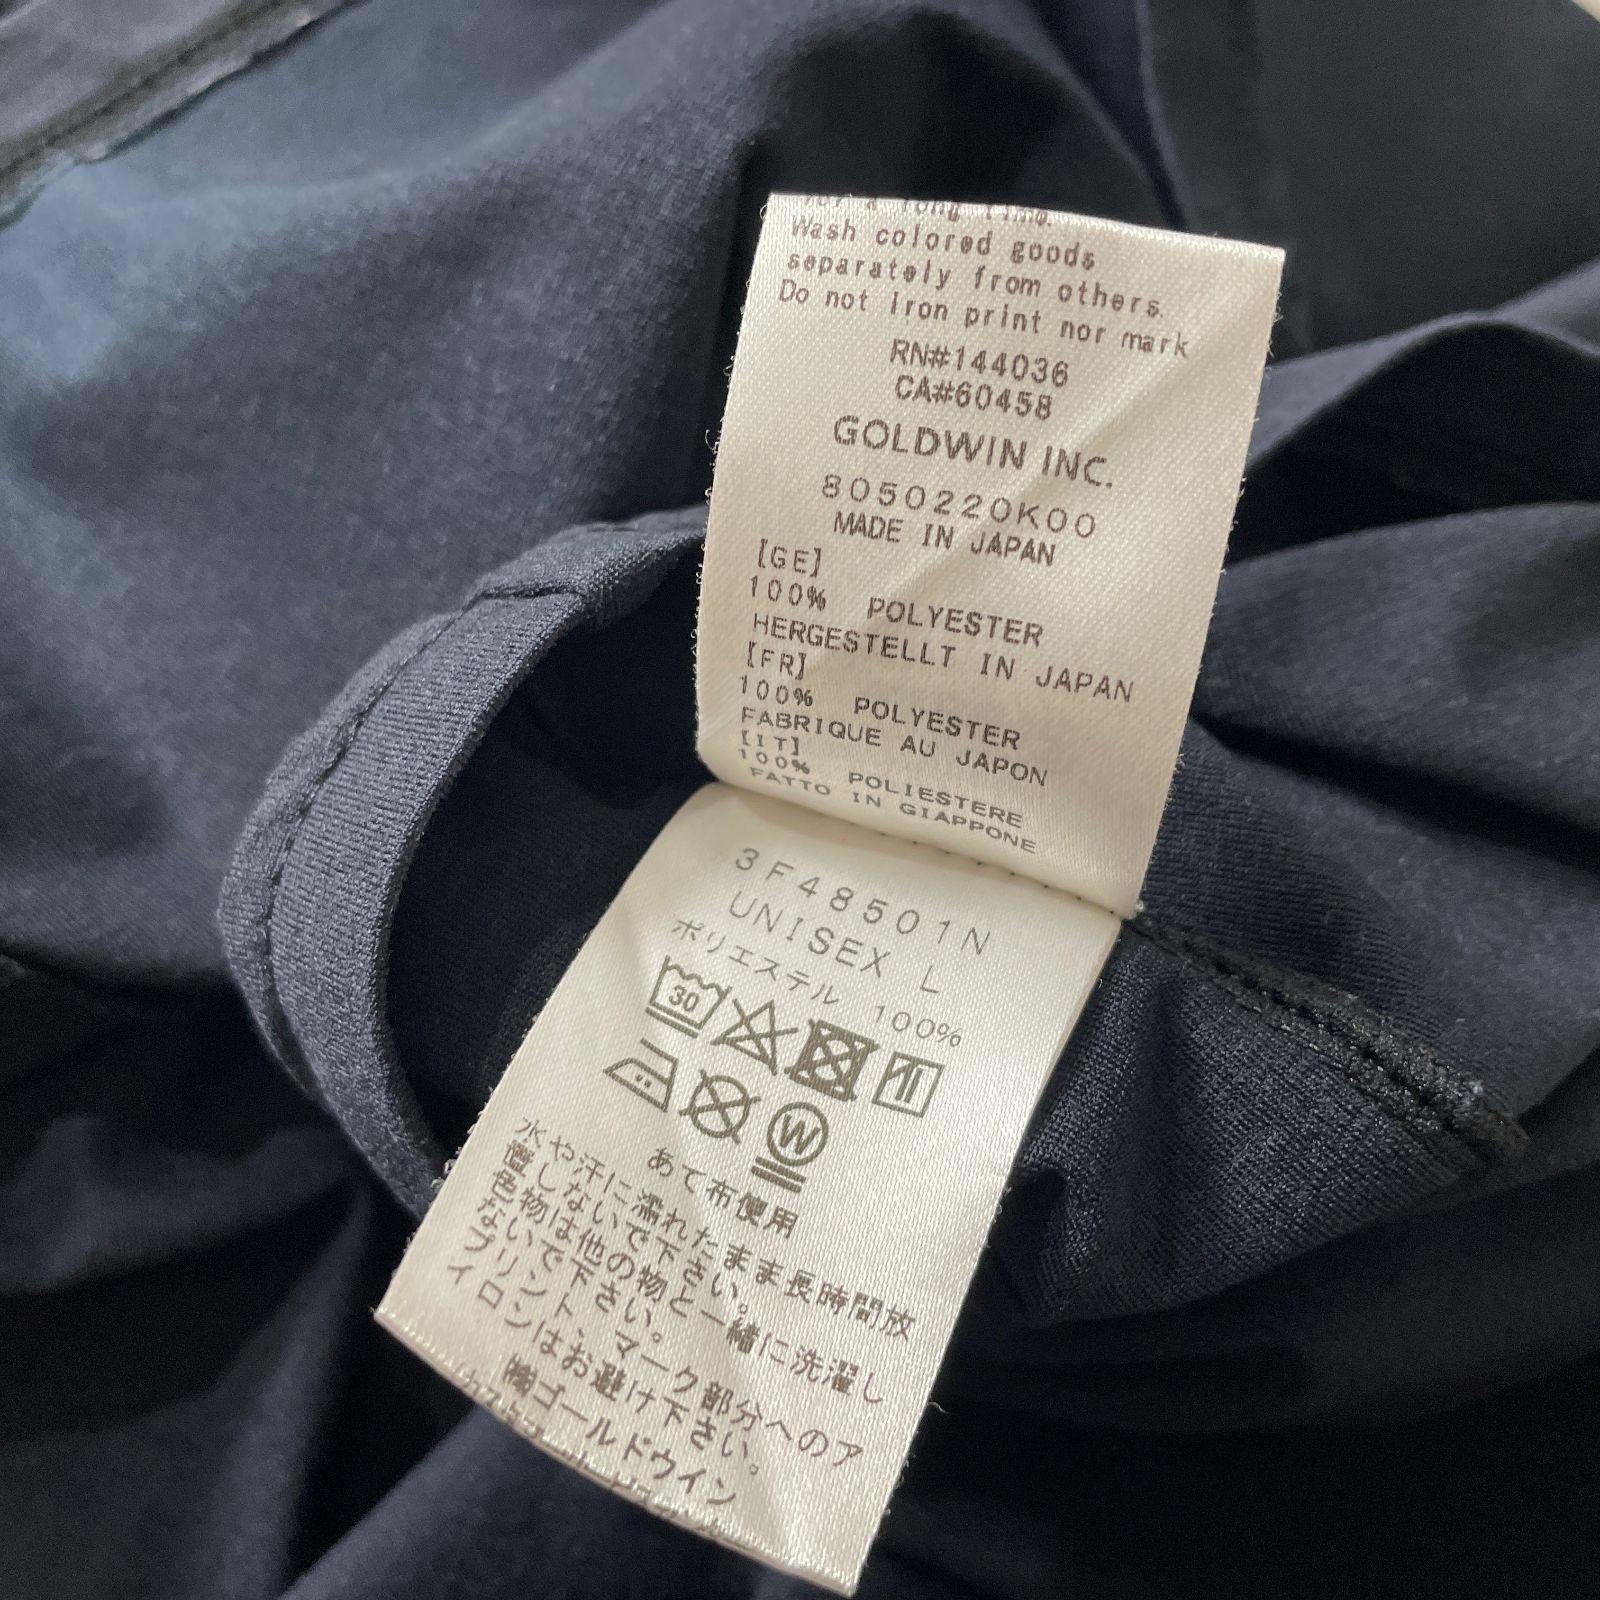 long time.
Wash colored goods
separately from others.
Do not iron print nor mark
RN#144036
CA#60458
GOLDWIN INC.
8050220K00
MADE IN JAPAN
【GE】
100% POLYESTER
HERGESTELLT IN JAPAN
【FR】
100% POLYESTER
FABRIQUE AU JAPON
【IT】
100% POLIESTERE
FATTO IN GIAPPONE
3F48501N
UNISEX L
ポリエステル 100%
30
W
あて布使用
水や汗に濡れたまま長時間放
置しないで下さい。
色物は他の物と一緒に洗濯し
ないで下さい。
プリント、マーク部分へのア
イロンはお避け下さい。
㈱ゴールドウイン